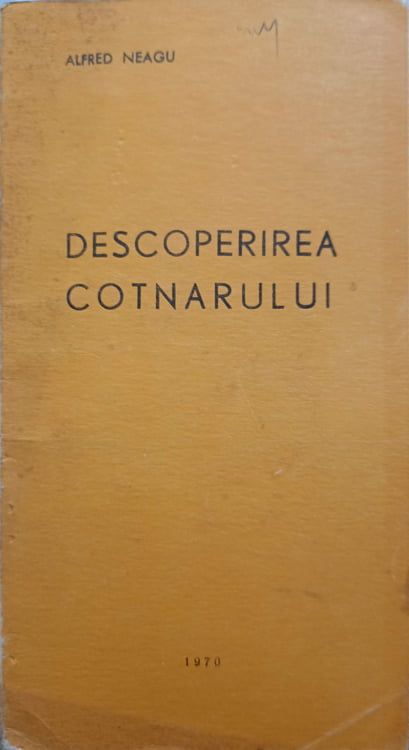 ALFRED NEAGU
DESCOPERIREA
COTNARULUI
1970